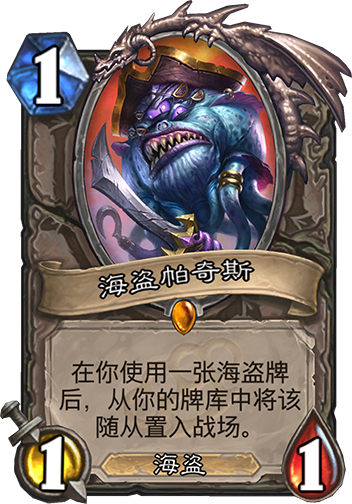 1
海盗帕奇斯
在你使用一张海盗牌
后，从你的牌库中将该
随从置入战场。
1
海盗
1